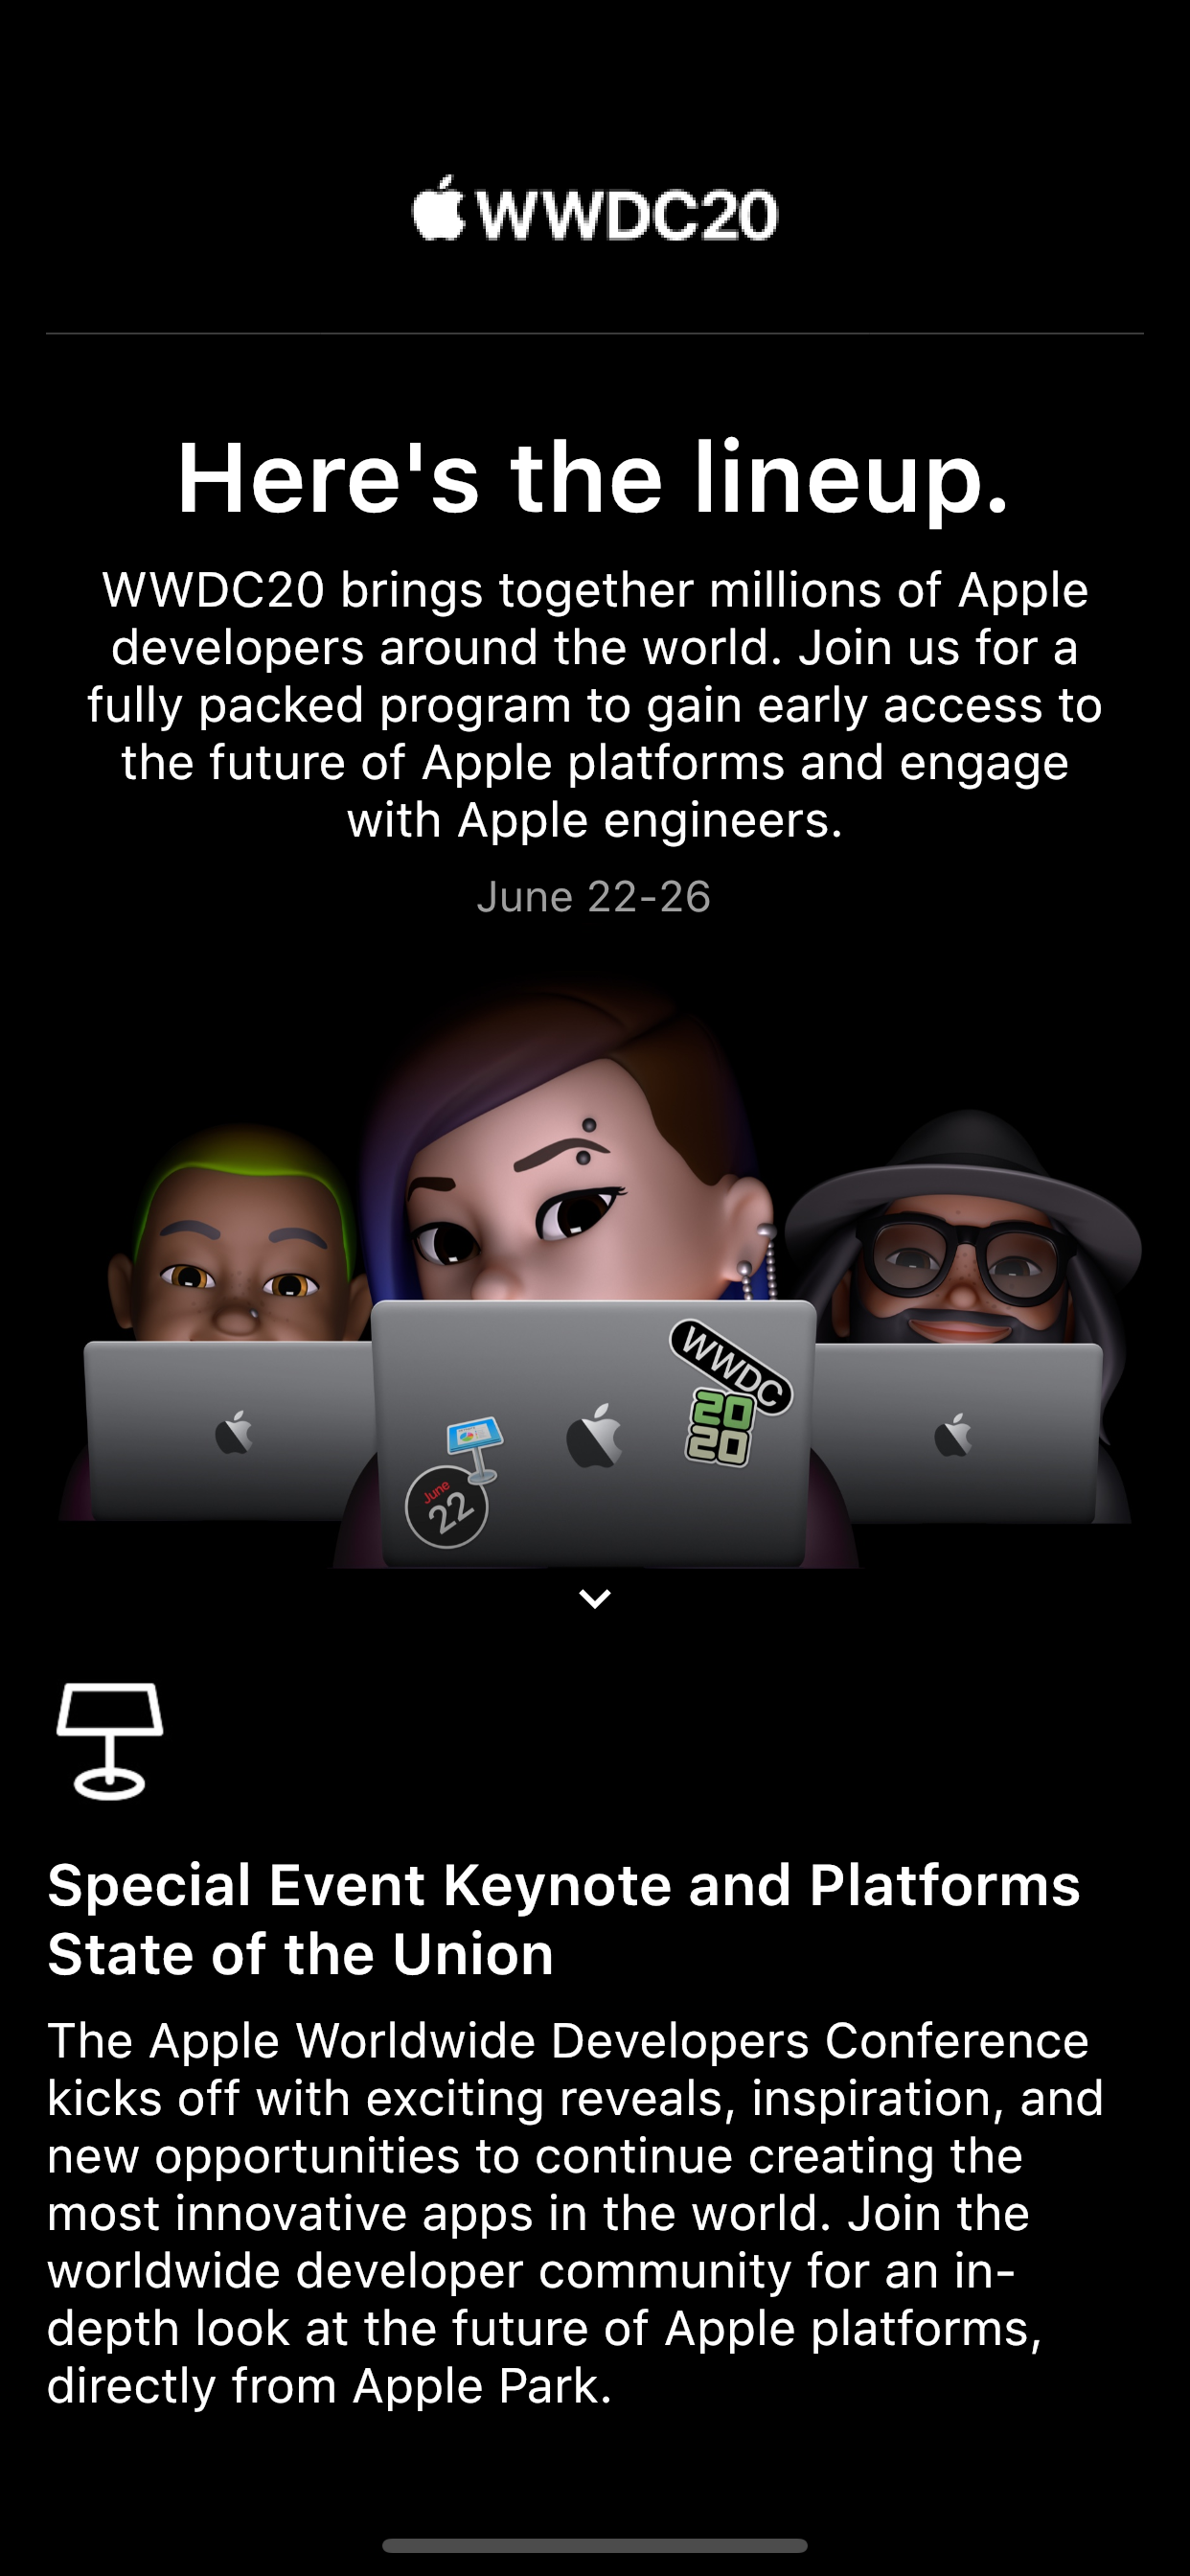 WWDC20
Here's the lineup.
WWDC20 brings together millions of Apple
developers around the world. Join us for a
fully packed program to gain early access to
the future of Apple platforms and engage
with Apple engineers.
June 22-26
WWDC
20
20
June
22
Special Event Keynote and Platforms
State of the Union
The Apple Worldwide Developers Conference
kicks off with exciting reveals, inspiration, and
new opportunities to continue creating the
most innovative apps in the world. Join the
worldwide developer community for an in-
depth look at the future of Apple platforms,
directly from Apple Park.